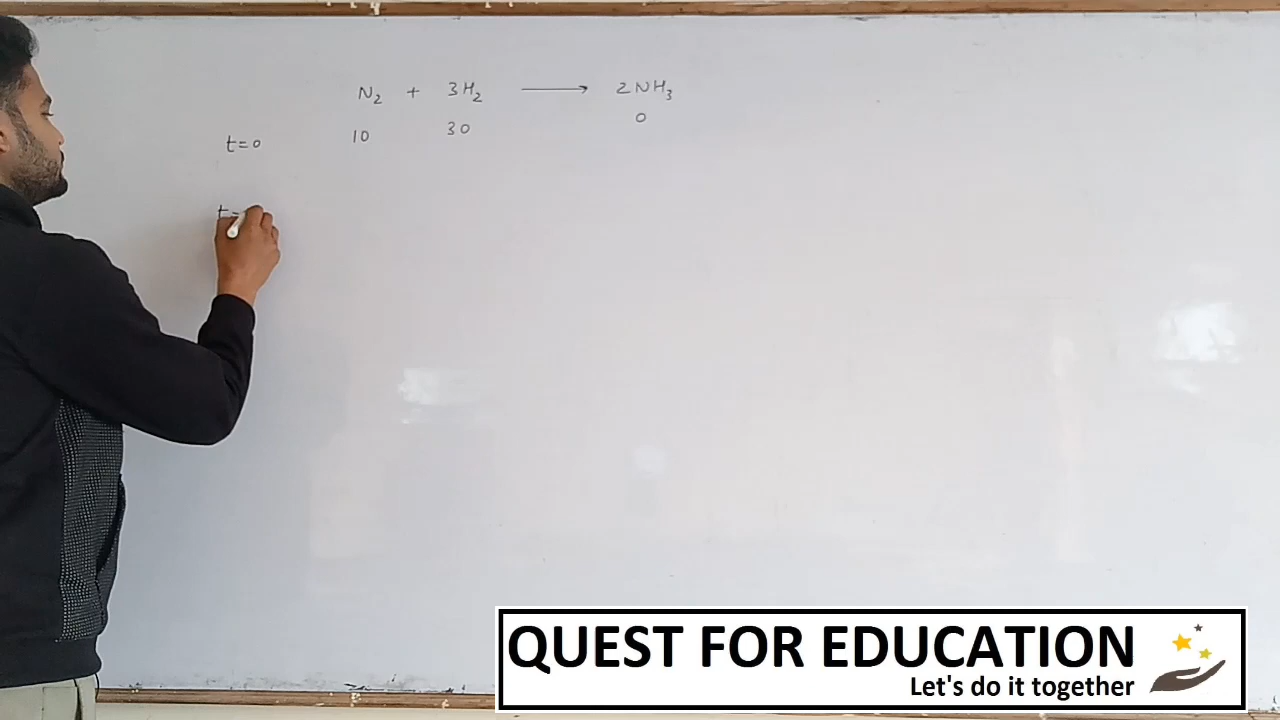 N₂ + 3H₂ ⟶ 2NH₃
t=0 10 30 0
t=
QUEST FOR EDUCATION
Let's do it together